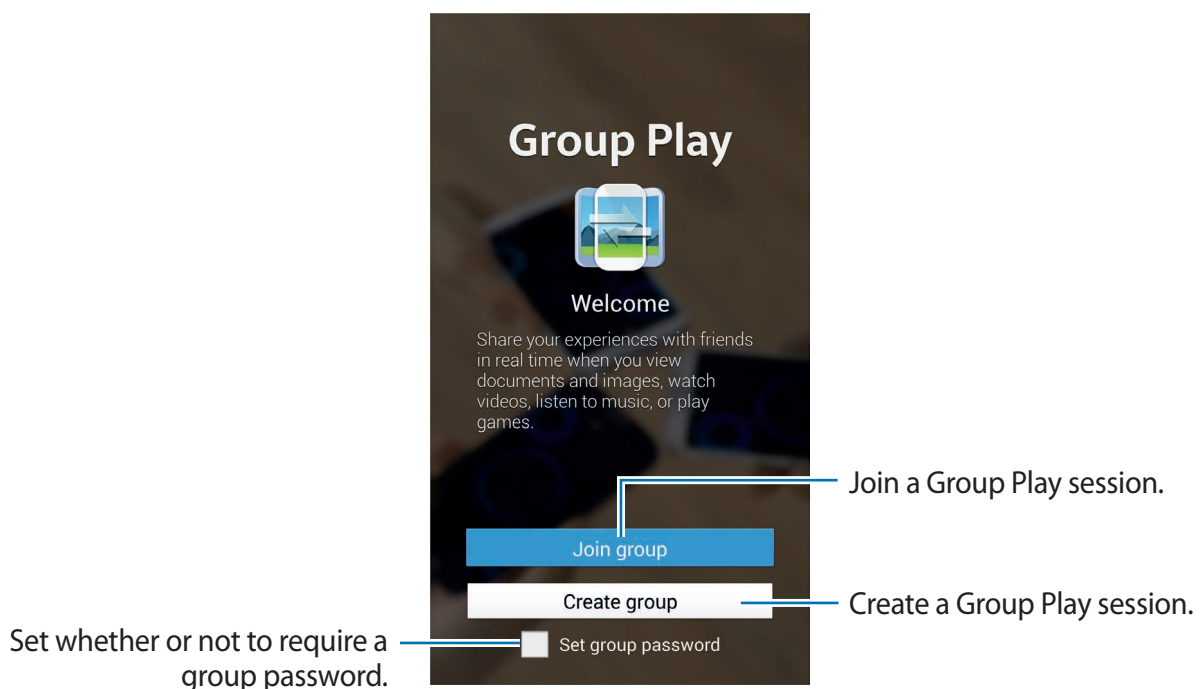 Group Play
Welcome
Share your experiences with friends
in real time when you view
documents and images, watch
videos, listen to music, or play
games.
Join a Group Play session.
Join group
Create group
Create a Group Play session.
Set whether or not to require a
group password.
Set group password